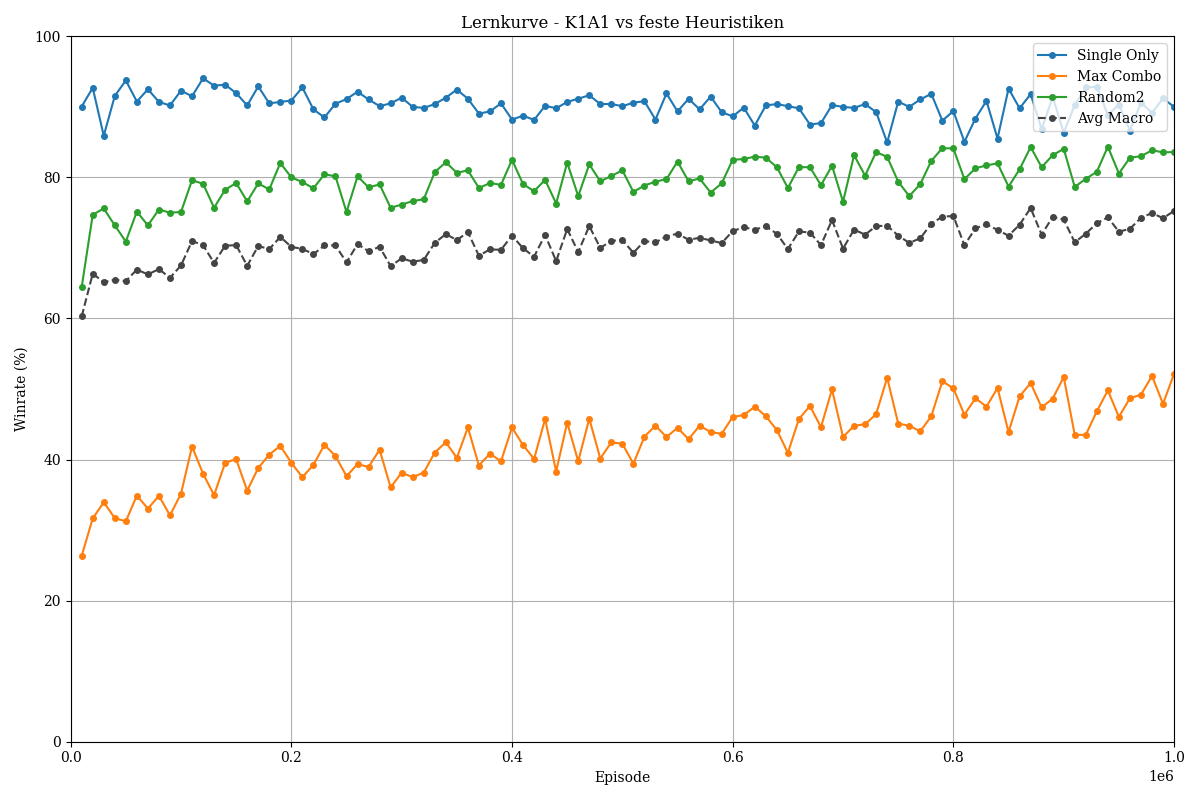 Lernkurve - K1A1 vs feste Heuristiken
Single Only
Max Combo
Random2
Avg Macro
Winrate (%)
100
80
60
40
20
0
0.0 0.2 0.4 0.6 0.8 1.0
1e6
Episode